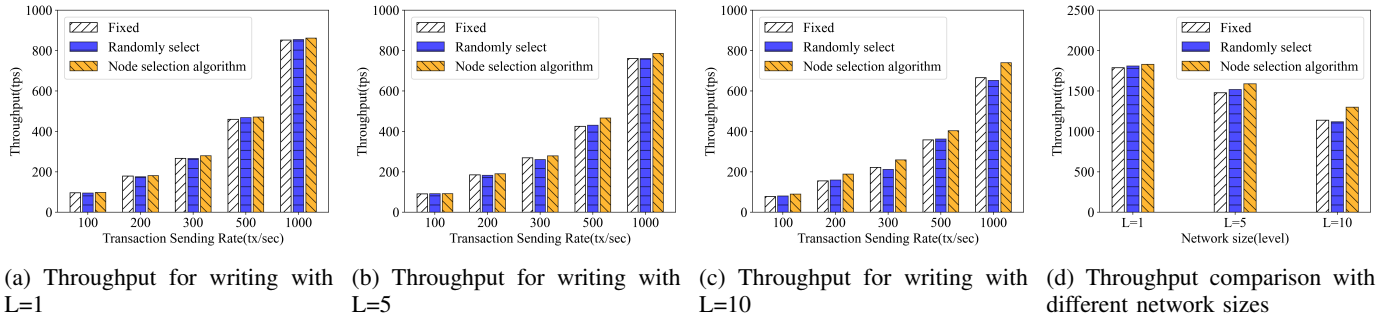 1000
800
600
400
200
0
Throughput(tps)
Fixed
Randomly select
Node selection algorithm
100 200 300 500 1000
Transaction Sending Rate(tx/sec)
(a) Throughput for writing with
L=1
1000
800
600
400
200
0
Throughput(tps)
Fixed
Randomly select
Node selection algorithm
100 200 300 500 1000
Transaction Sending Rate(tx/sec)
(b) Throughput for writing with
L=5
1000
800
600
400
200
0
Throughput(tps)
Fixed
Randomly select
Node selection algorithm
100 200 300 500 1000
Transaction Sending Rate(tx/sec)
(c) Throughput for writing with
L=10
2500
2000
1500
1000
500
0
Throughput(tps)
Fixed
Randomly select
Node selection algorithm
L=1 L=5 L=10
Network size(level)
(d) Throughput comparison with
different network sizes